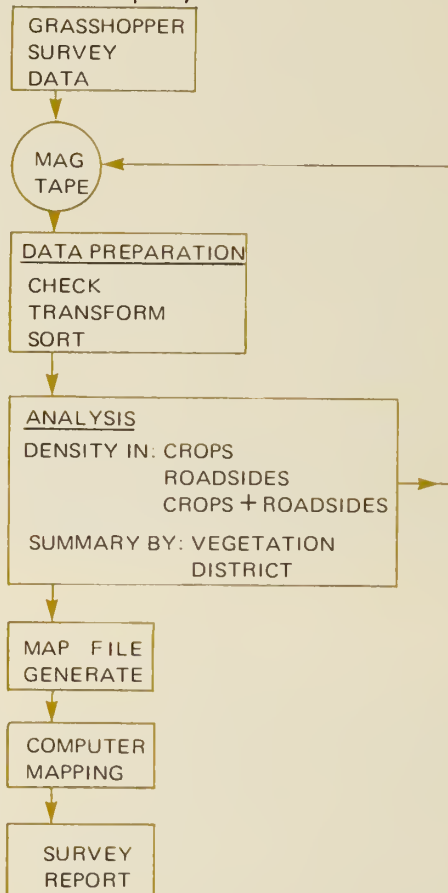 GRASSHOPPER
SURVEY
DATA
MAG
TAPE
DATA PREPARATION
CHECK
TRANSFORM
SORT
ANALYSIS
DENSITY IN: CROPS
ROADSIDES
CROPS + ROADSIDES
SUMMARY BY: VEGETATION
DISTRICT
MAP FILE
GENERATE
COMPUTER
MAPPING
SURVEY
REPORT